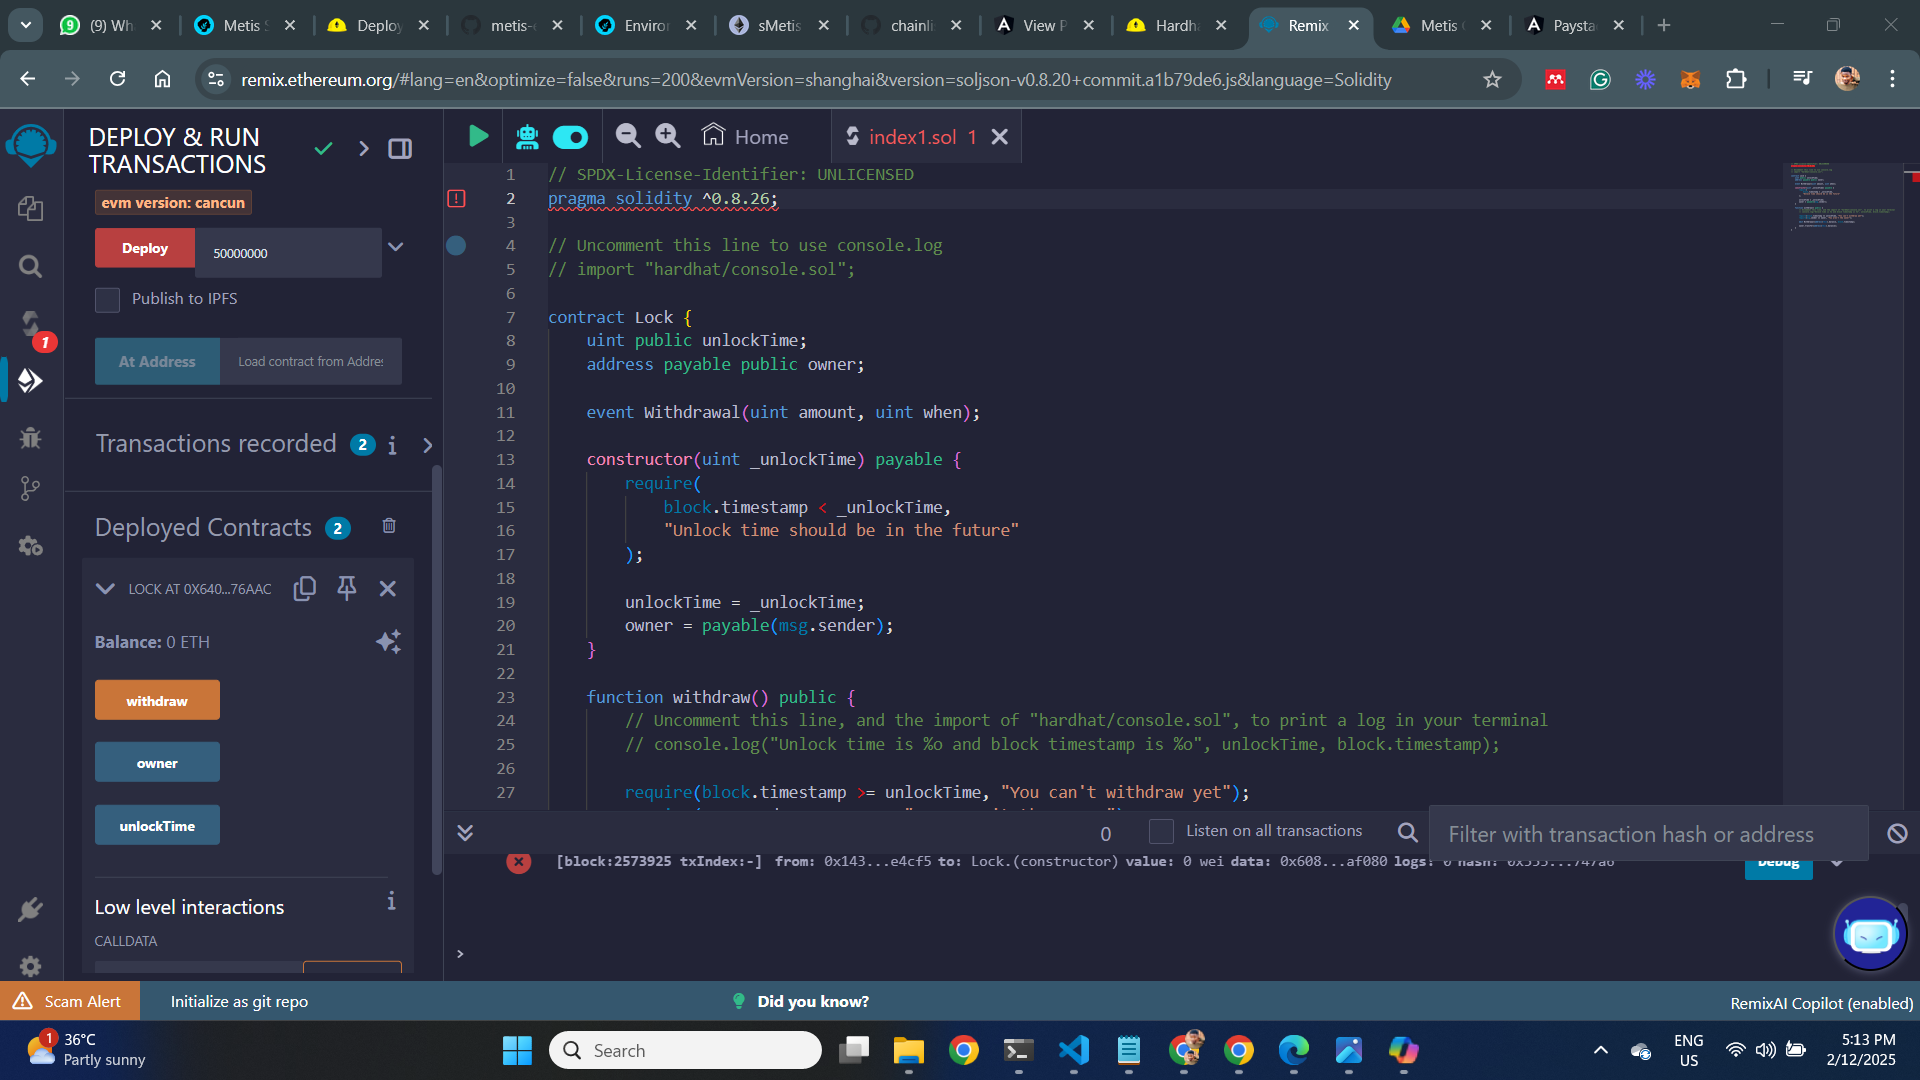 (9) Wh
Metis S
Deploy
metis-e
Enviror
sMetis
chainli
View P
Hardha
Remix
Metis
Paysta
remix.ethereum.org/#lang=en&optimize=false&runs=200&evmVersion=shanghai&version=soljson-v0.8.20+commit.a1b79de6.js&language=Solidity
DEPLOY & RUN
TRANSACTIONS
evm version: cancun
Deploy 50000000
Publish to IPFS
At Address Load contract from Addres
Transactions recorded 2 i
Deployed Contracts 2
LOCK AT 0X640...76AAC
Balance: 0 ETH
withdraw
owner
unlockTime
Low level interactions i
CALLDATA
1
Home
index1.sol 1
1 // SPDX-License-Identifier: UNLICENSED
2 pragma solidity ^0.8.26;
3
4 // Uncomment this line to use console.log
5 // import "hardhat/console.sol";
6
7 contract Lock {
8 uint public unlockTime;
9 address payable public owner;
10
11 event Withdrawal(uint amount, uint when);
12
13 constructor(uint _unlockTime) payable {
14 require(
15 block.timestamp < _unlockTime,
16 "Unlock time should be in the future"
17 );
18
19 unlockTime = _unlockTime;
20 owner = payable(msg.sender);
21 }
22
23 function withdraw() public {
24 // Uncomment this line, and the import of "hardhat/console.sol", to print a log in your terminal
25 // console.log("Unlock time is %o and block timestamp is %o", unlockTime, block.timestamp);
26
27 require(block.timestamp >= unlockTime, "You can't withdraw yet");
0 Listen on all transactions Filter with transaction hash or address
[block:2573925 txIndex:-] from: 0x143...e4cf5 to: Lock.(constructor) value: 0 wei data: 0x608...af080 logs: 0 hash: 0x555...747a6
Debug
>
Scam Alert Initialize as git repo Did you know? RemixAI Copilot (enabled)
1
36°C
Partly sunny
Search
ENG
US
5:13 PM
2/12/2025